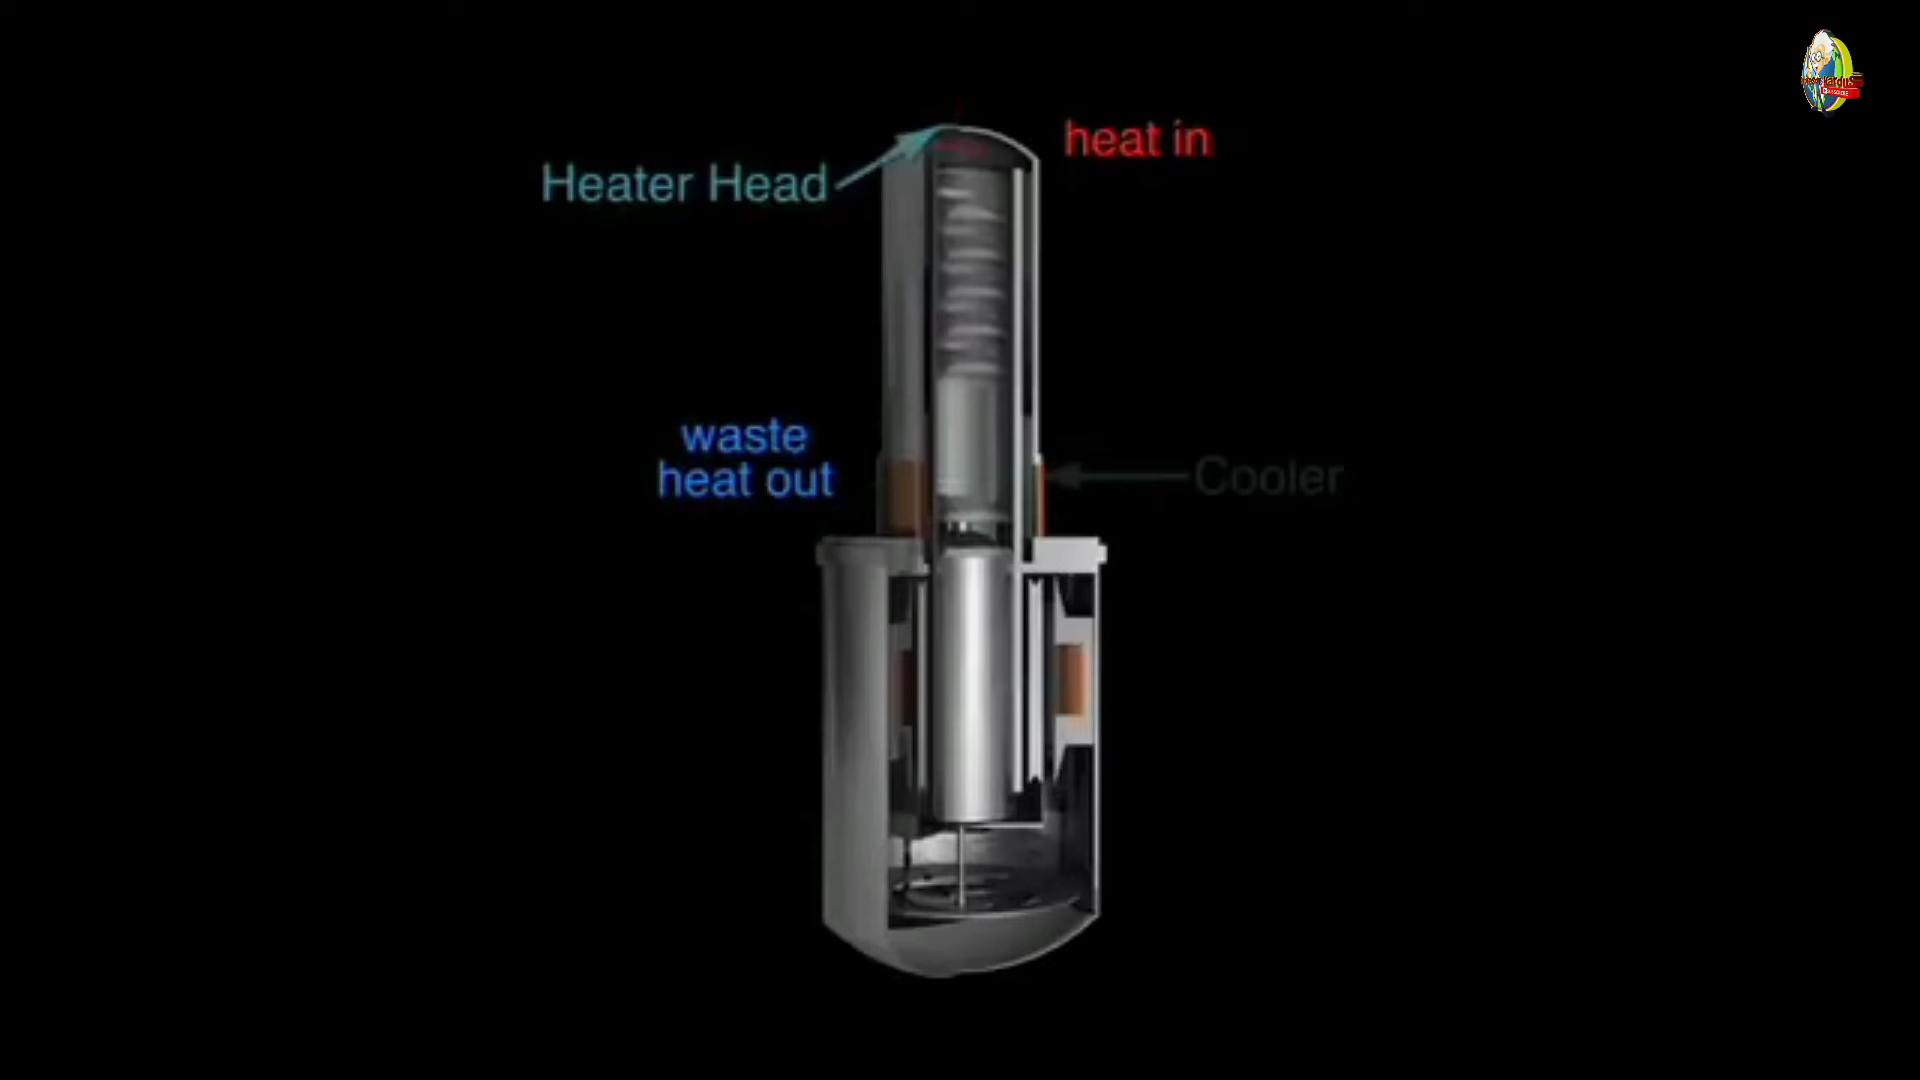 heat in
Heater Head
waste
heat out
Cooler